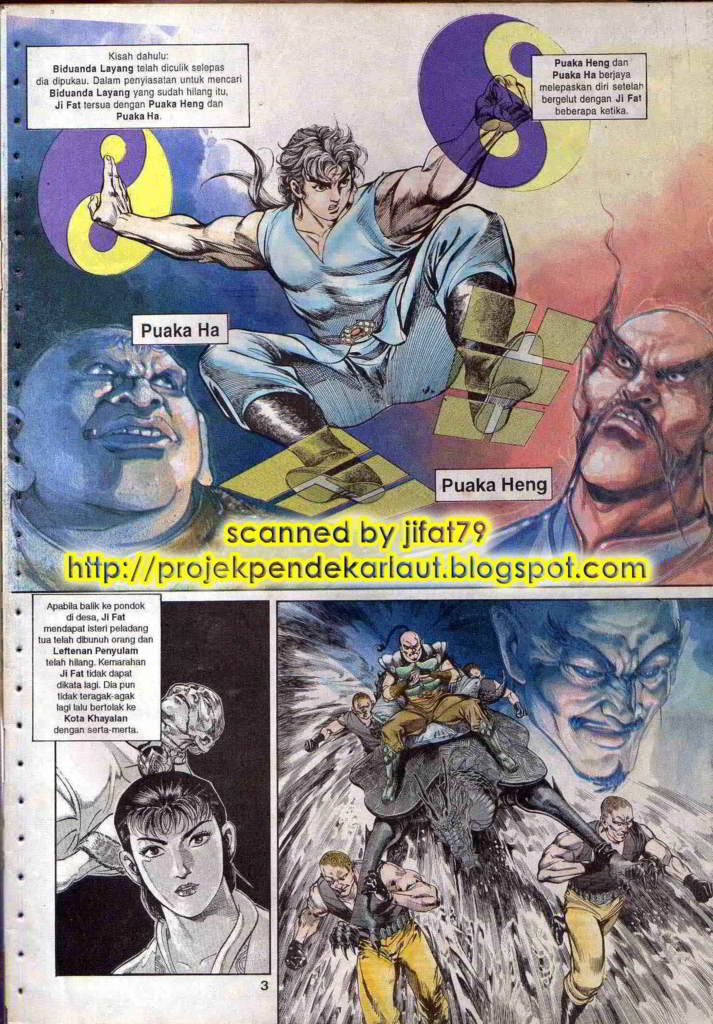 Kisah dahulu:
Biduanda Layang telah diculik selepas
dia dipukau. Dalam penyiasatan untuk mencari
Biduanda Layang yang sudah hilang itu,
Ji Fat tersua dengan Puaka Heng dan
Puaka Ha.
Puaka Heng dan
Puaka Ha berjaya
melepaskan diri setelah
bergelut dengan Ji Fat
beberapa ketika.
Puaka Ha
Puaka Heng
scanned by jifat79
http://projekpendekarlaut.blogspot.com
Apabila balik ke pondok
di desa, Ji Fat
mendapat isteri peladang
tua telah dibunuh orang dan
Leftenan Penyulam
telah hilang. Kemarahan
Ji Fat tidak dapat
dikata lagi. Dia pun
tidak teragak-agak
lagi lalu bertolak ke
Kota Khayalan
dengan serta-merta.
3